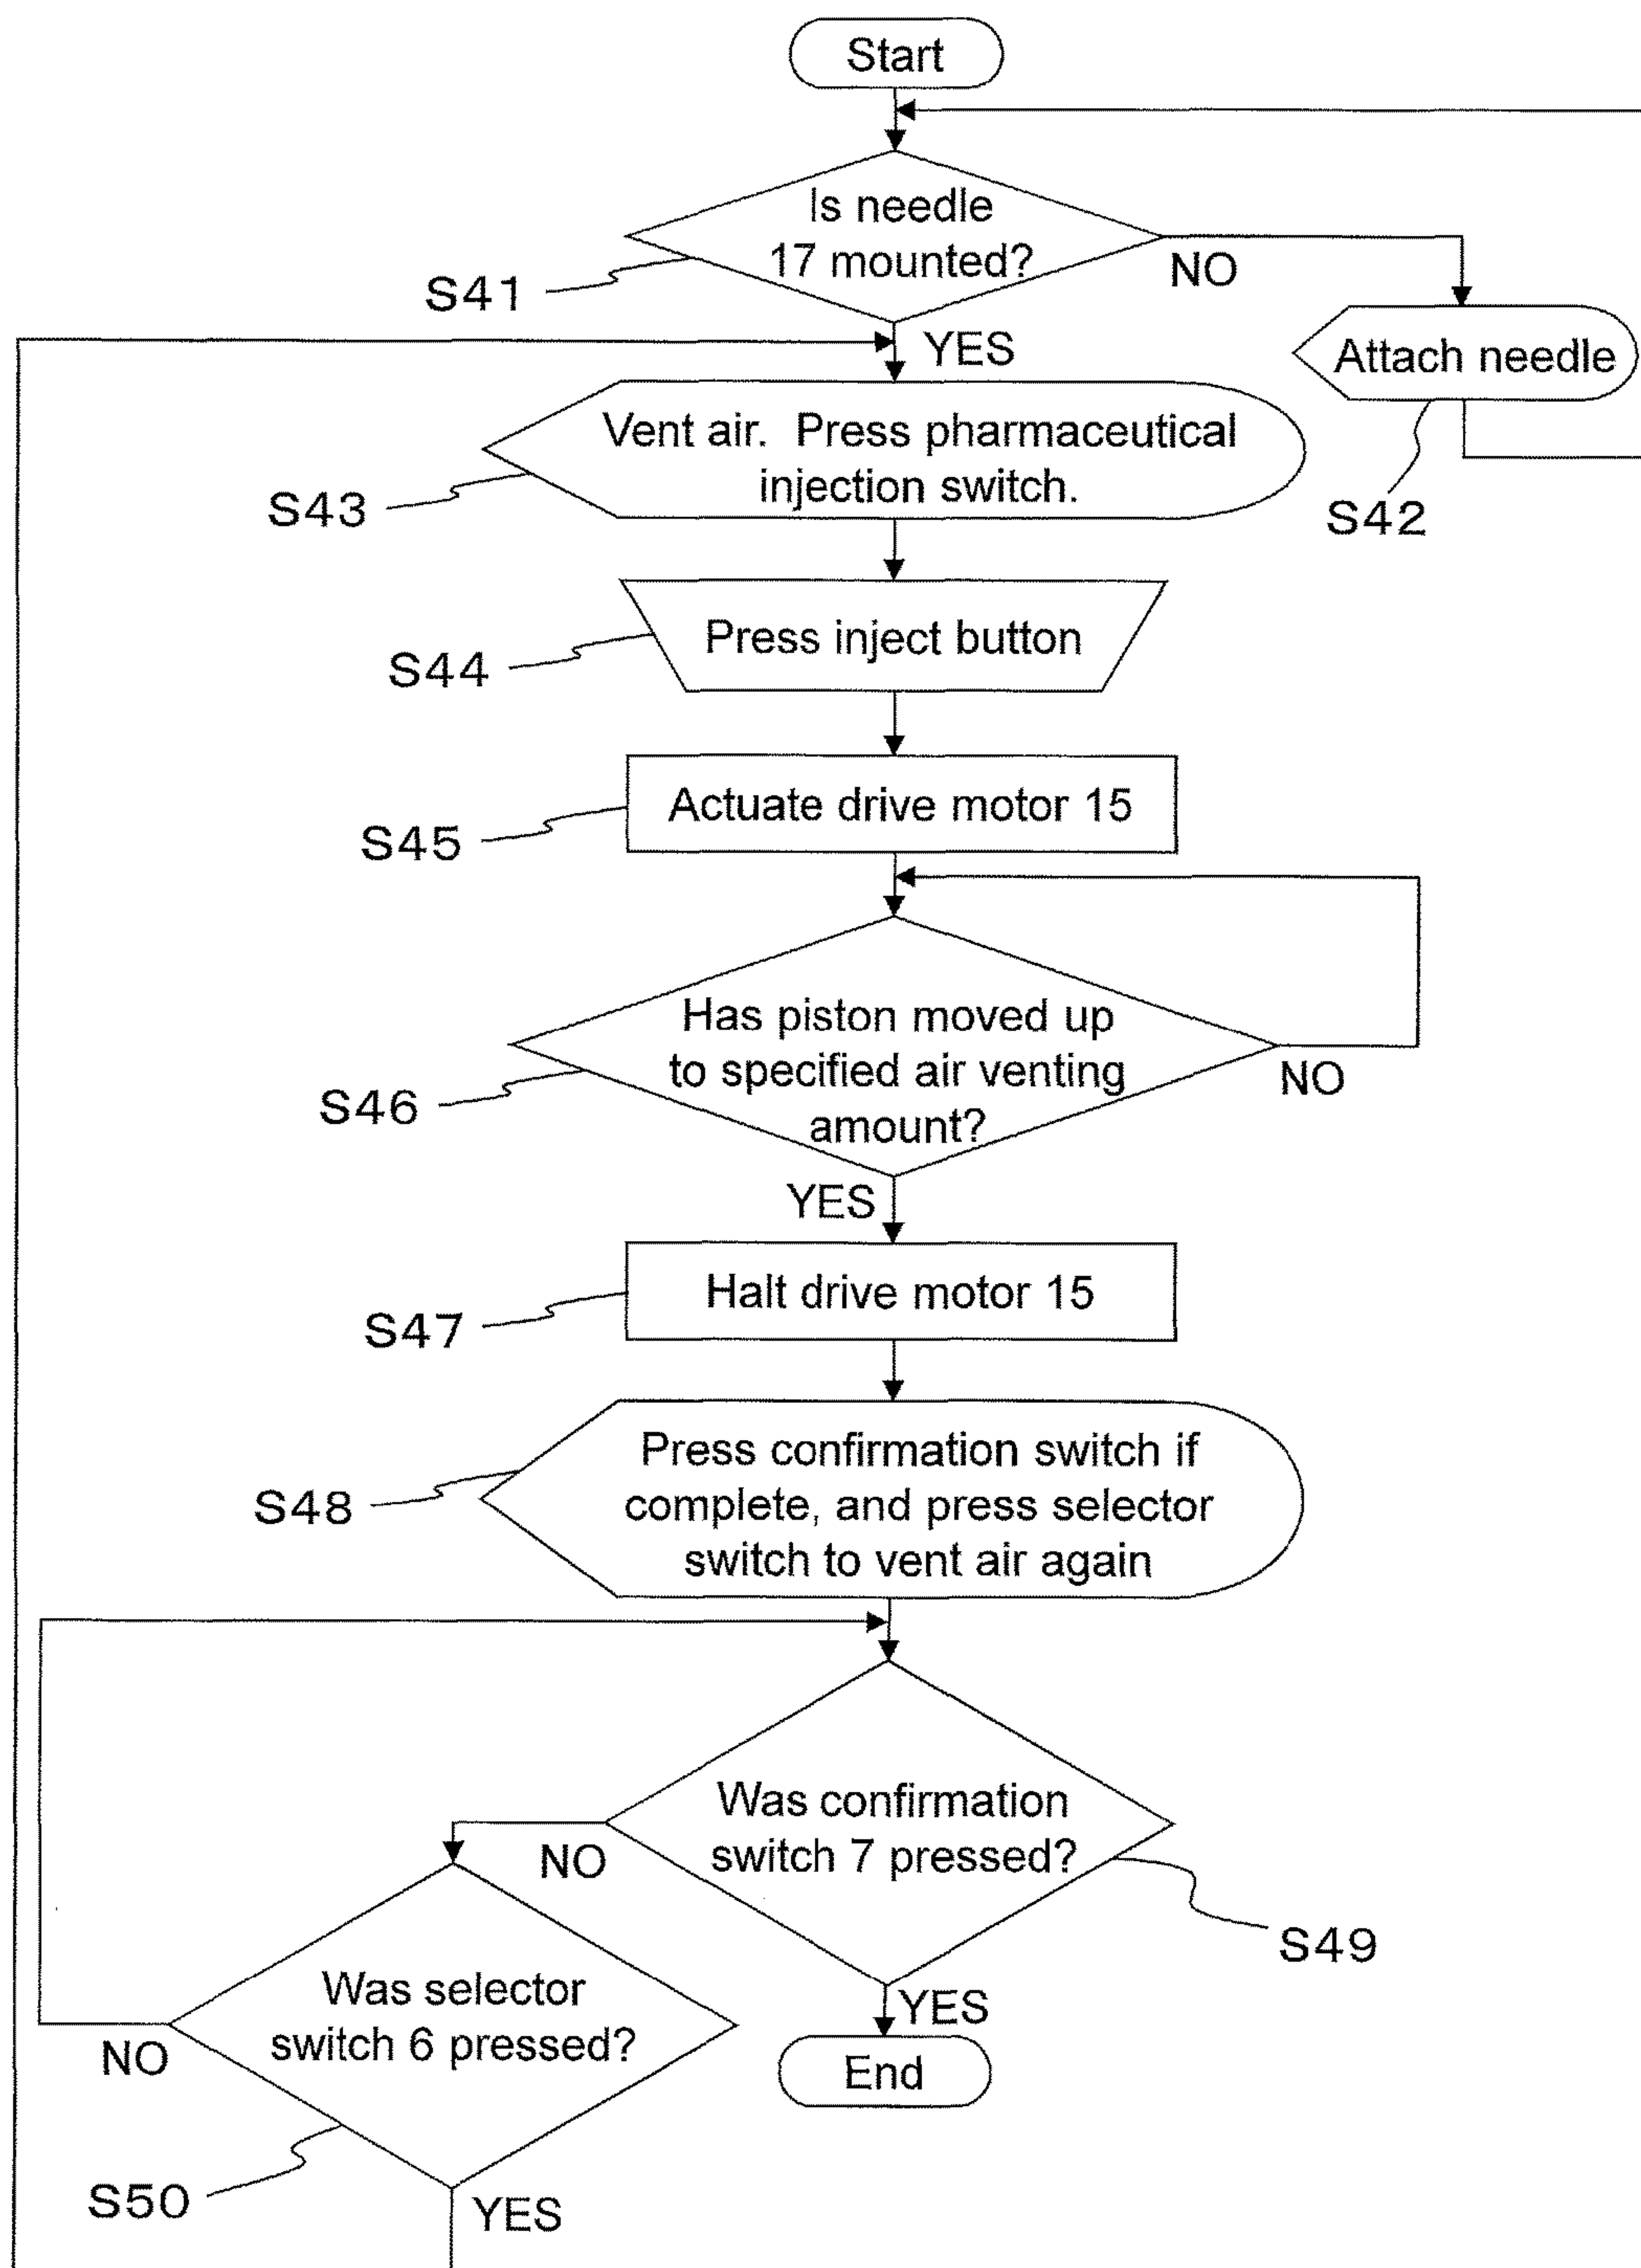 Start
Is needle
17 mounted?
S41
NO
YES
Attach needle
S42
Vent air. Press pharmaceutical
injection switch.
S43
Press inject button
S44
Actuate drive motor 15
S45
Has piston moved up
to specified air venting
amount?
S46
NO
YES
Halt drive motor 15
S47
Press confirmation switch if
complete, and press selector
switch to vent air again
S48
Was confirmation
switch 7 pressed?
NO
S49
YES
End
Was selector
switch 6 pressed?
NO
S50
YES